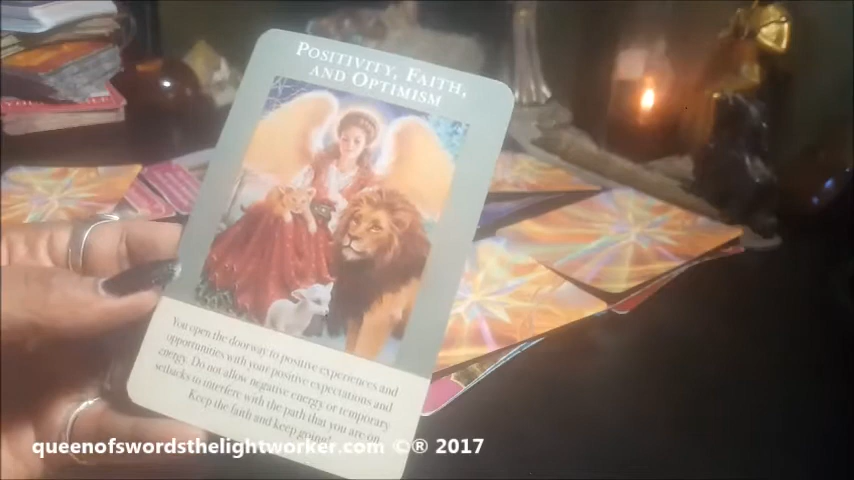 POSITIVITY, FAITH,
AND OPTIMISM
You open the doorway to positive experiences and
opportunities with your positive expectations and
energy. Do not allow negative energy or temporary
setbacks to interfere with the path that you are on.
Keep the faith and keep going!
queenofswordsthelightworker.com ©® 2017